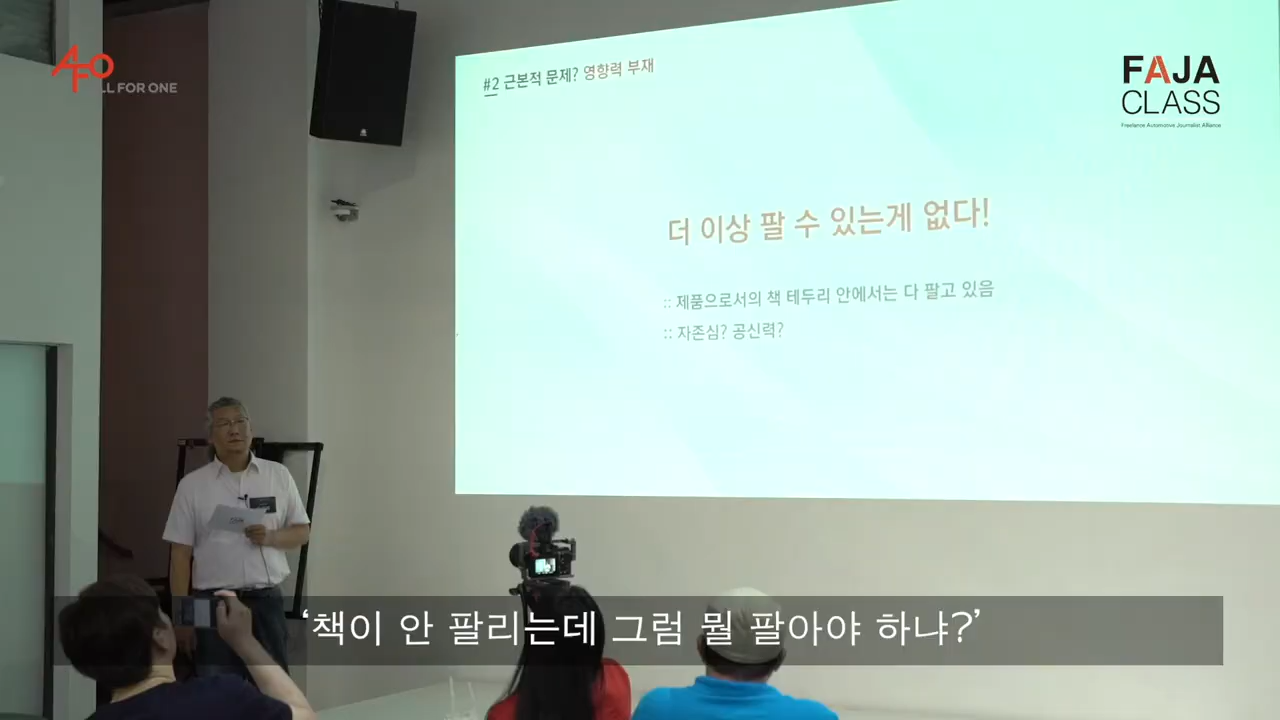 AFO
ALL FOR ONE
#2 근본적 문제? 영향력 부재
FAJA
CLASS
Freelance Automotive Journalist Alliance
더 이상 팔 수 있는게 없다!
:: 제품으로서의 책 테두리 안에서는 다 팔고 있음
:: 자존심? 공신력?
‘책이 안 팔리는데 그럼 뭘 팔아야 하냐?’